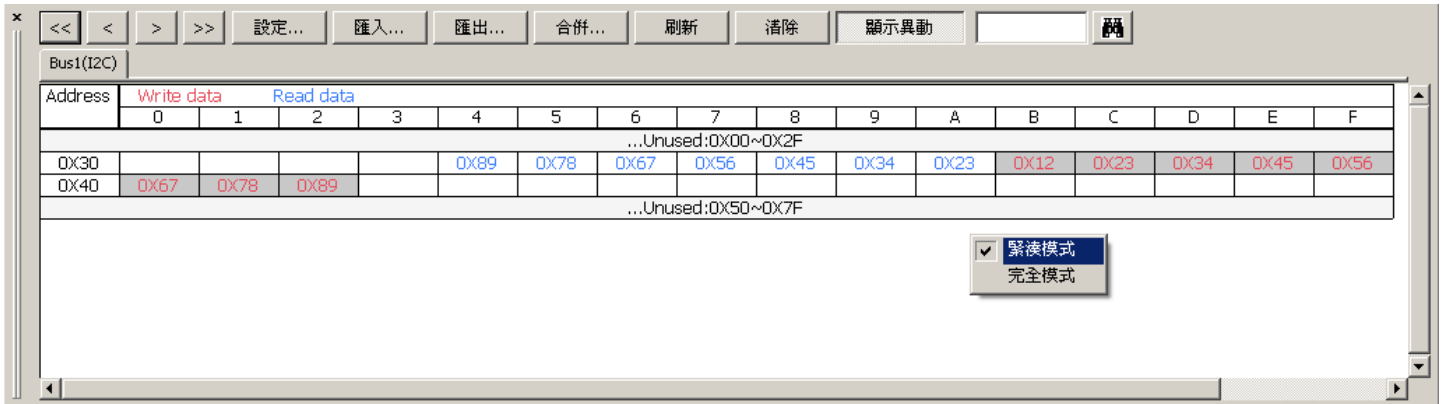 << < > >> 設定... 匯入... 匯出... 合併... 刷新 清除 顯示異動
Bus1(I2C)
Address Write data Read data
0 1 2 3 4 5 6 7 8 9 A B C D E F
...Unused:0X00~0X2F
0X30 0X89 0X78 0X67 0X56 0X45 0X34 0X23 0X12 0X23 0X34 0X45 0X56
0X40 0X67 0X78 0X89
...Unused:0X50~0X7F
緊湊模式
完全模式